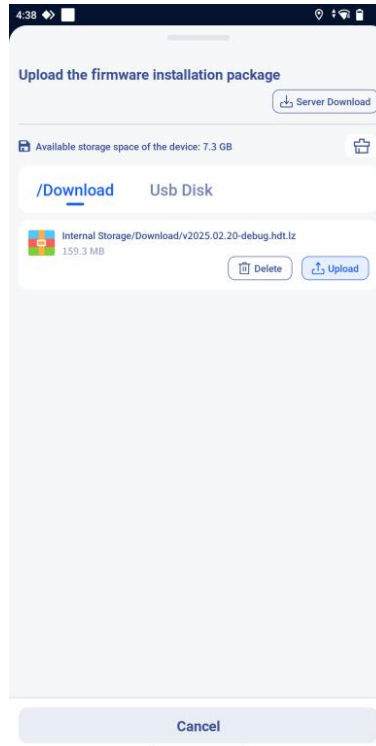 4:38
Upload the firmware installation package
Server Download
Available storage space of the device: 7.3 GB
/Download Usb Disk
Internal Storage/Download/v2025.02.20-debug.hdt.lz
159.3 MB
Delete Upload
Cancel